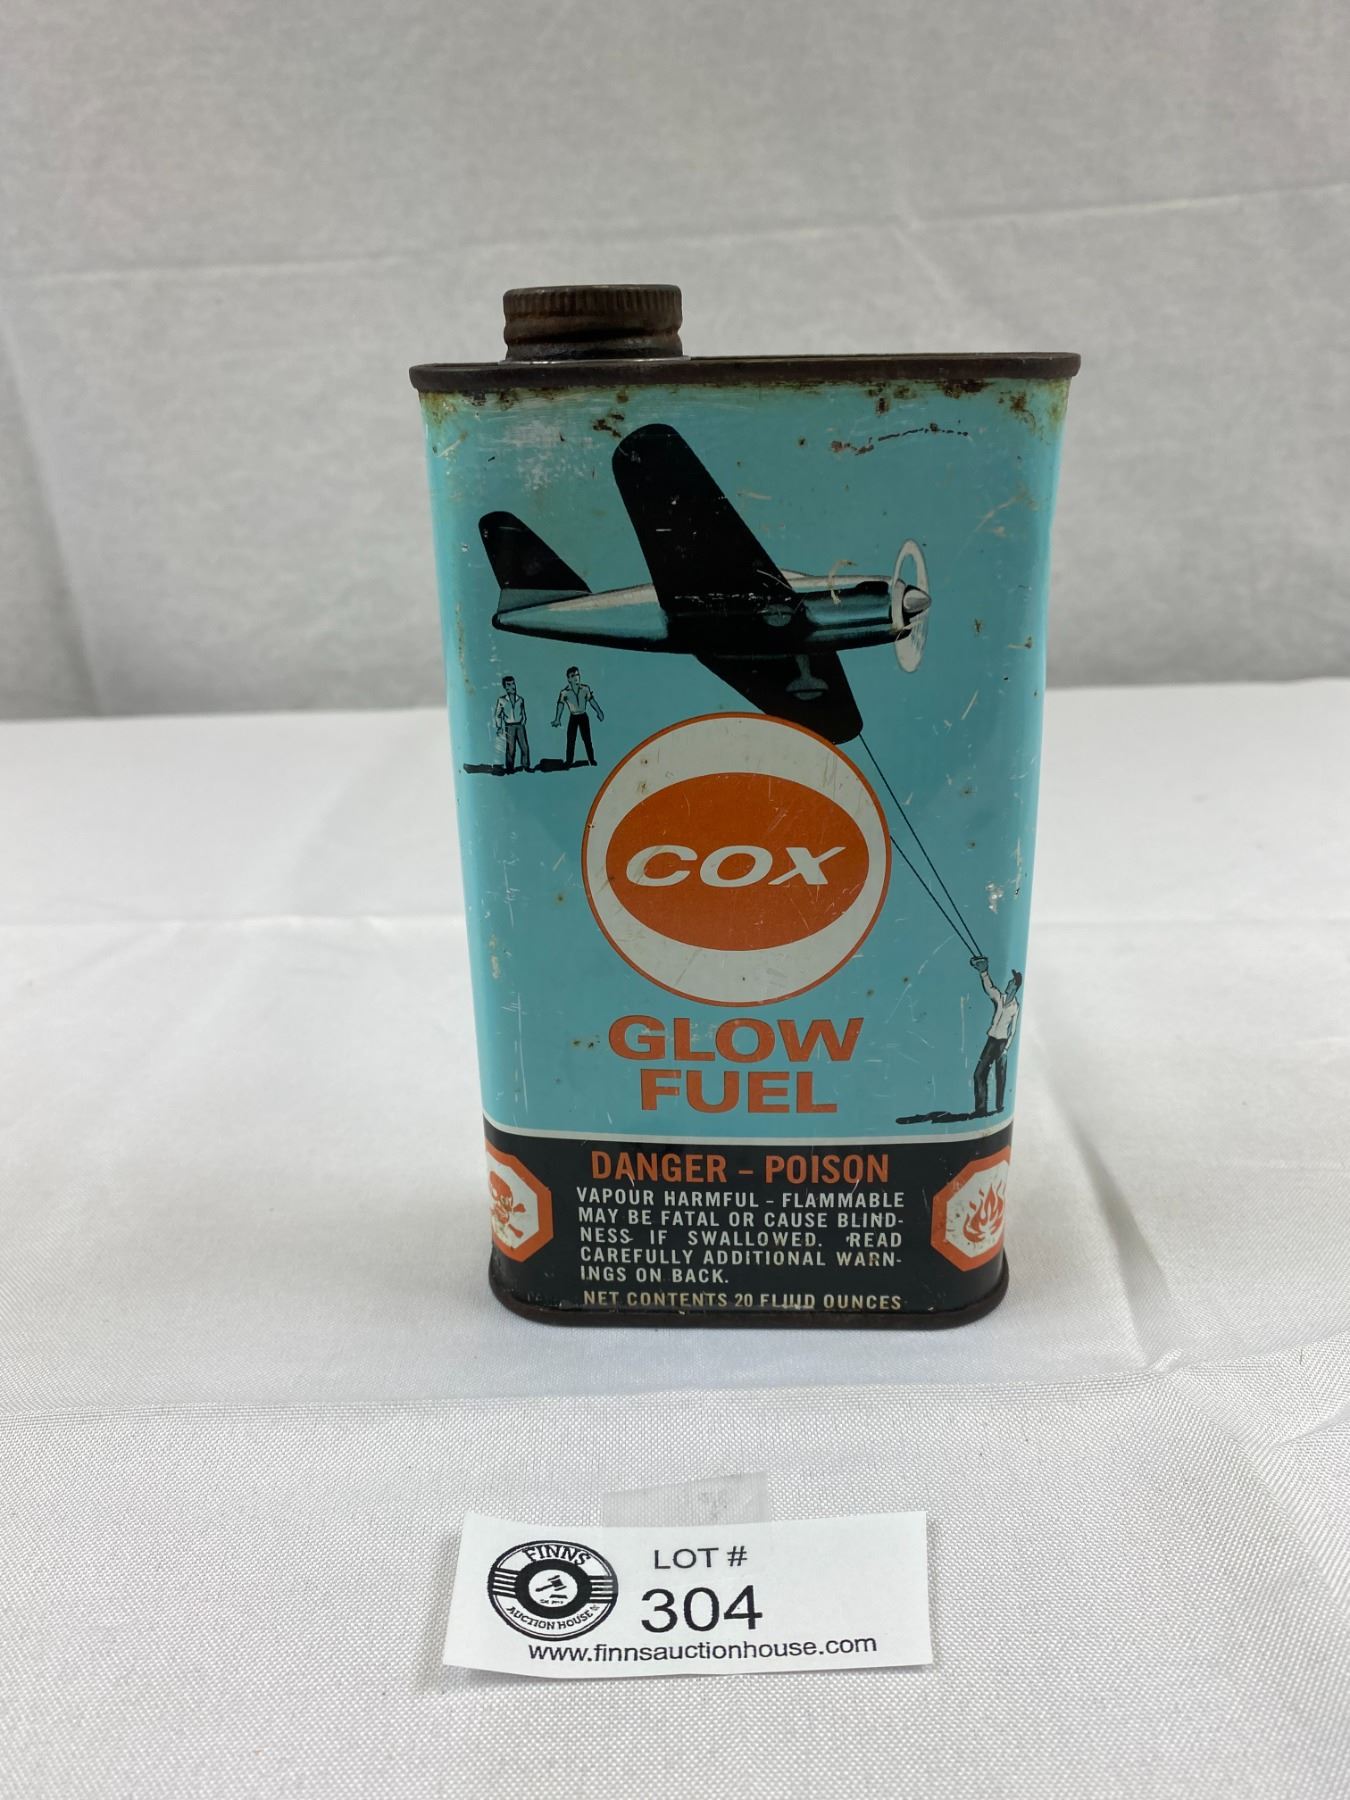 COX
GLOW
FUEL
DANGER - POISON
VAPOUR HARMFUL - FLAMMABLE
MAY BE FATAL OR CAUSE BLIND-
NESS IF SWALLOWED. READ
CAREFULLY ADDITIONAL WARN-
INGS ON BACK.
NET CONTENTS 20 FLUID OUNCES
FINNS
AUCTION HOUSE
LOT #
304
www.finnsauctionhouse.com